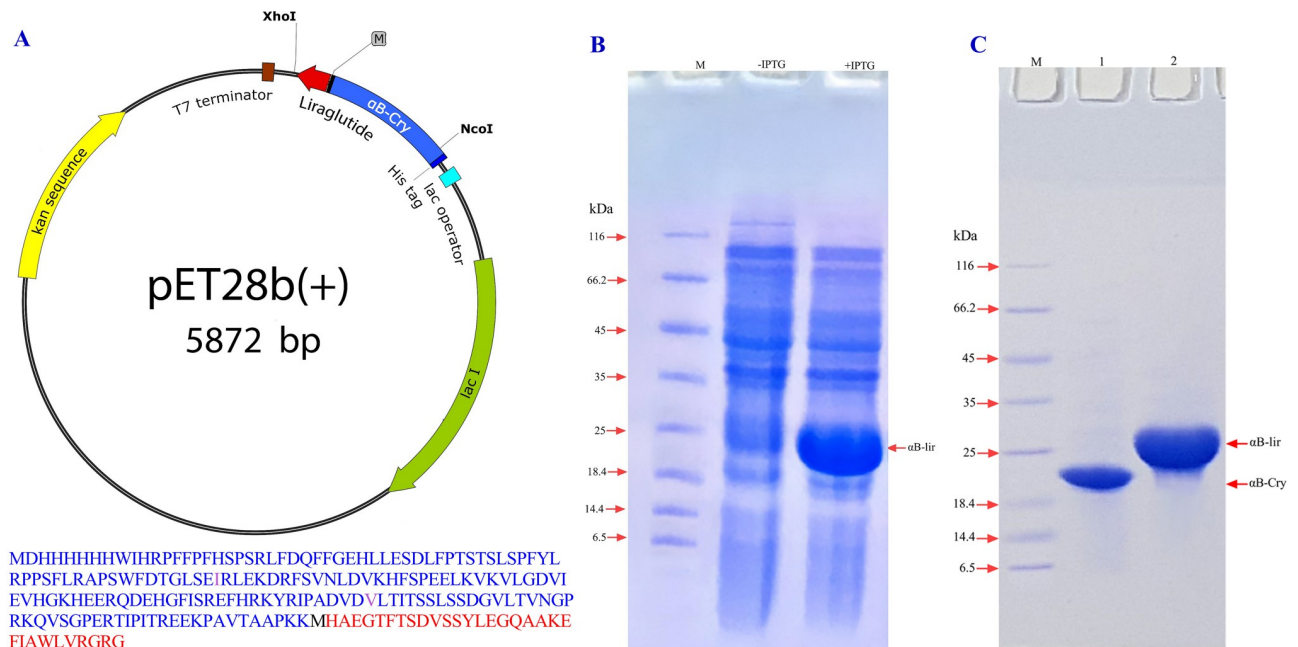 A
XhoI
M
T7 terminator
Liraglutide
αB-Cry
NcoI
His tag
lac operator
kan sequence
lac I
pET28b(+)
5872 bp
MDHHHHHHWIHRPFFPFHSPSRLFDQFFGEHLLESDLFPTSTSLSPFYL
RPPSFLRAPSWFDTGLSEIRLEKDRFSVNLDVKHFSPEELKVKVLGDVI
EVHGKHEERQDEHGFISREFHRKYRIPADVDVLTITSSLSSDGVLTVNGP
RKQVSGPERTIPITREEKPAVTAAPKKMHAEGTFTSDVSSYLEGQAAKE
FIAWLVRGRG
B
M -IPTG +IPTG
kDa
116
66.2
45
35
25
αB-lir
18.4
14.4
6.5
C
M 1 2
kDa
116
66.2
45
35
αB-lir
25
αB-Cry
18.4
14.4
6.5